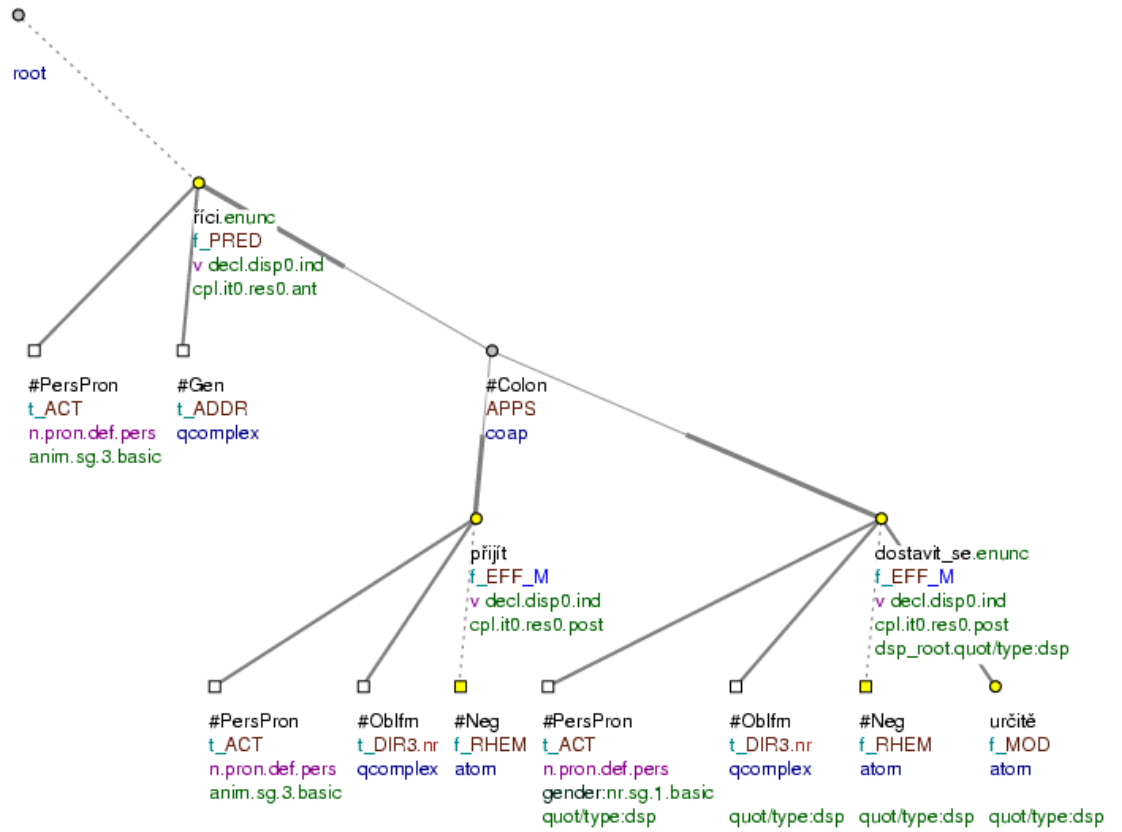 root
říci.enunc
f_PRED
v decl.disp0.ind
cpl.it0.res0.ant
#PersPron
t_ACT
n.pron.def.pers
anim.sg.3.basic
#Gen
t_ADDR
qcomplex
#Colon
APPS
coap
přijít
f_EFF_M
v decl.disp0.ind
cpl.it0.res0.post
dostavit_se.enunc
f_EFF_M
v decl.disp0.ind
cpl.it0.res0.post
dsp_root.quot/type:dsp
#PersPron
t_ACT
n.pron.def.pers
anim.sg.3.basic
#Oblfm
t_DIR3.nr
qcomplex
#Neg
f_RHEM
atom
#PersPron
t_ACT
n.pron.def.pers
gender:nr.sg.1.basic
quot/type:dsp
#Oblfm
t_DIR3.nr
qcomplex
quot/type:dsp
#Neg
f_RHEM
atom
quot/type:dsp
určitě
f_MOD
atom
quot/type:dsp